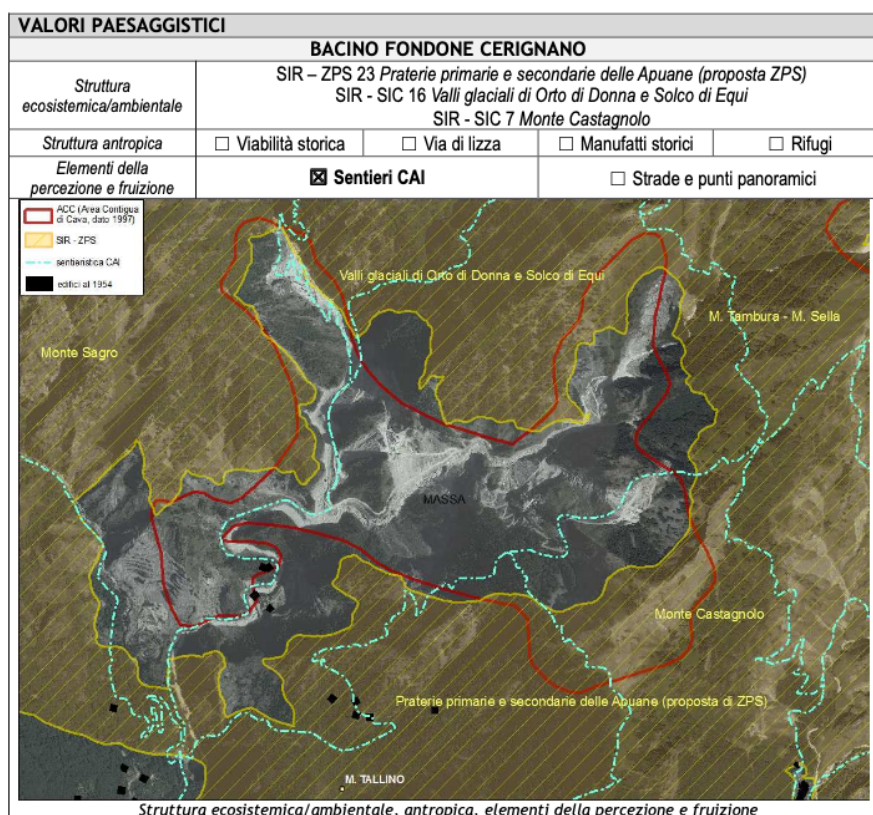 VALORI PAESAGGISTICI
BACINO FONDONE CERIGNANO
Struttura
ecosistemica/ambientale
SIR – ZPS 23 Praterie primarie e secondarie delle Apuane (proposta ZPS)
SIR - SIC 16 Valli glaciali di Orto di Donna e Solco di Equi
SIR - SIC 7 Monte Castagnolo
Struttura antropica
☐ Viabilità storica
☐ Via di lizza
☐ Manufatti storici
☐ Rifugi
Elementi della
percezione e fruizione
☒ Sentieri CAI
☐ Strade e punti panoramici
ACC (Area Contigua
di Cava, dato 1997)
SIR - ZPS
sentieristica CAI
edifici al 1954
Valli glaciali di Orto di Donna e Solco di Equi
M. Tambura - M. Sella
Monte Sagro
MASSA
Monte Castagnolo
Praterie primarie e secondarie delle Apuane (proposta di ZPS)
M. TALLINO
Struttura ecosistemica/ambientale, antropica, elementi della percezione e fruizione